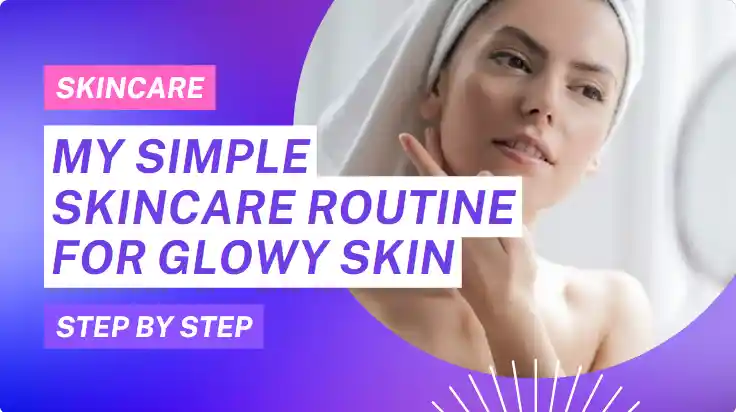 SKINCARE
MY SIMPLE
SKINCARE ROUTINE
FOR GLOWY SKIN
STEP BY STEP